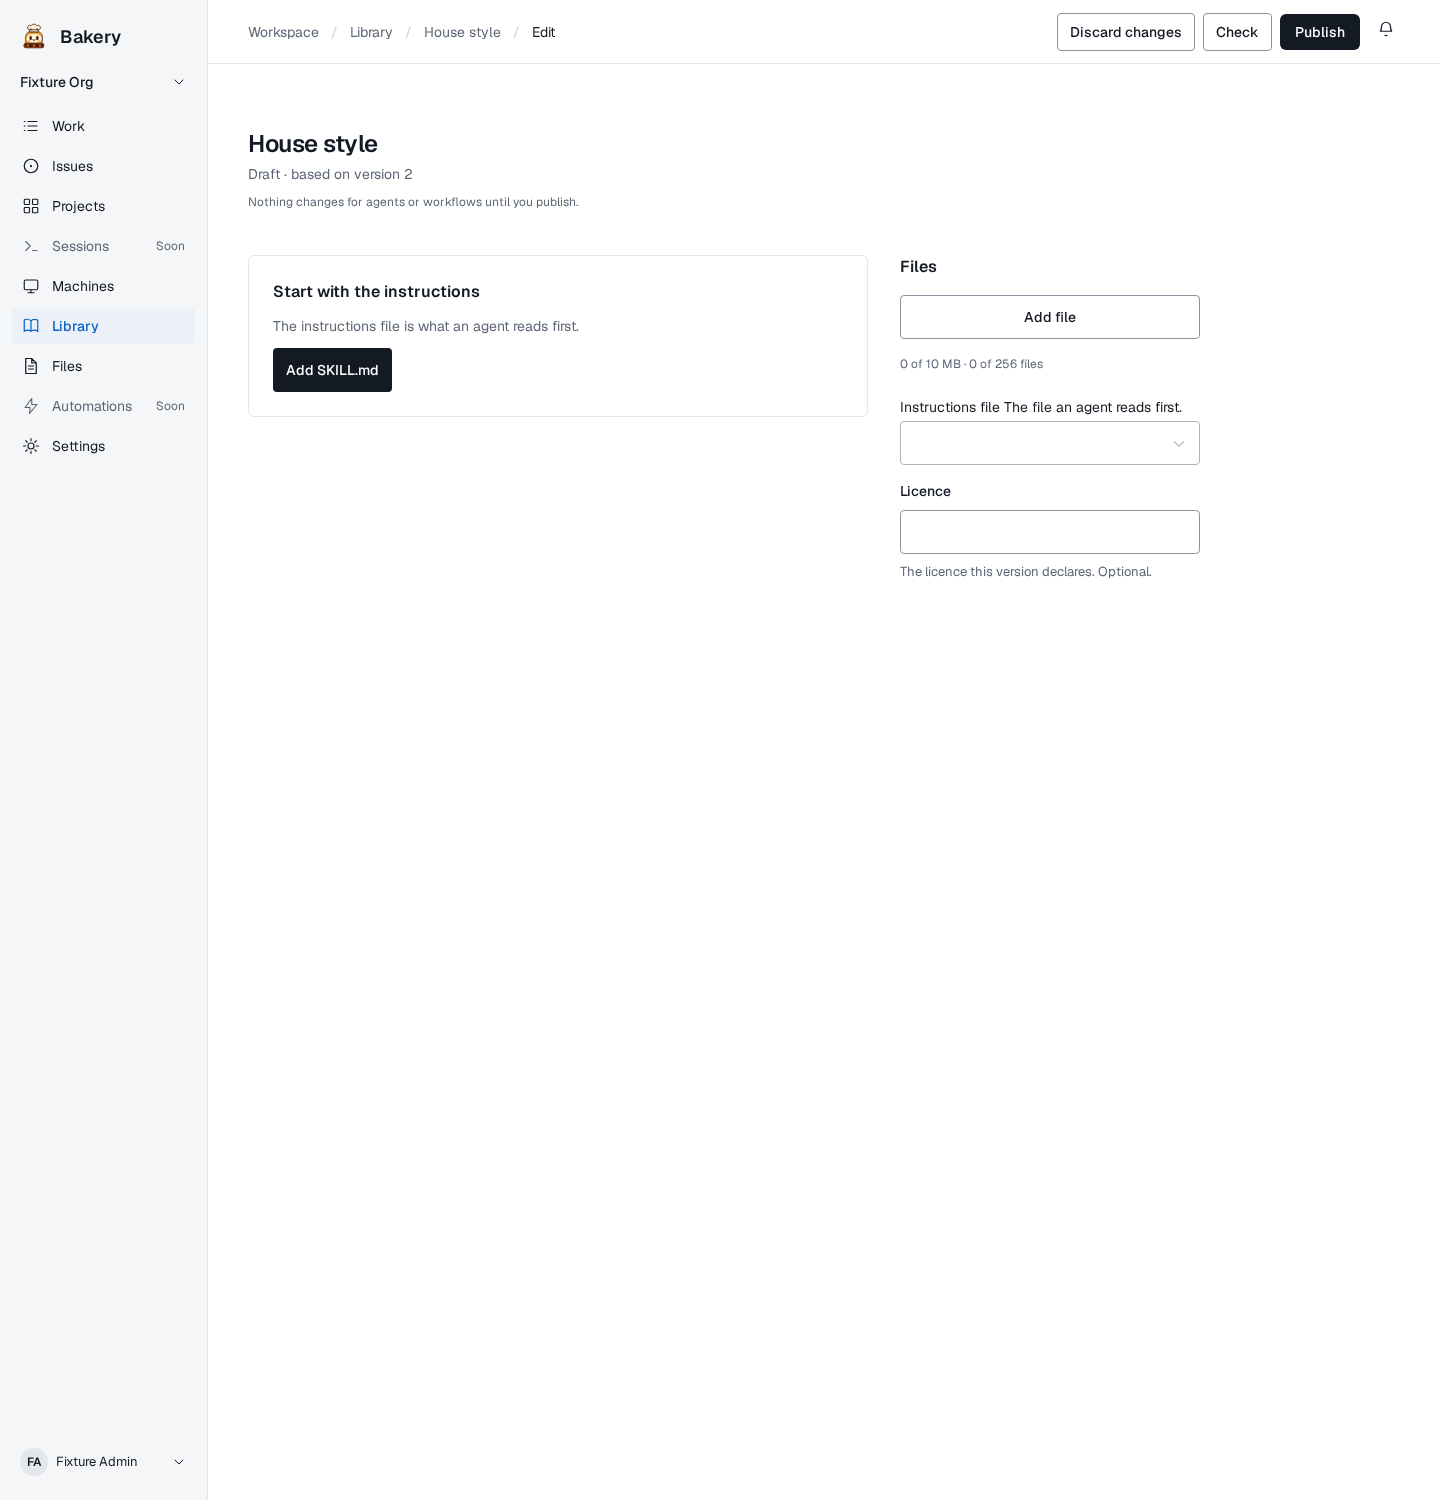 Bakery
Fixture Org
Work
Issues
Projects
Sessions Soon
Machines
Library
Files
Automations Soon
Settings
FA Fixture Admin
Workspace / Library / House style / Edit
Discard changes Check Publish
House style
Draft · based on version 2
Nothing changes for agents or workflows until you publish.
Start with the instructions
The instructions file is what an agent reads first.
Add SKILL.md
Files
Add file
0 of 10 MB · 0 of 256 files
Instructions file The file an agent reads first.
Licence
The licence this version declares. Optional.